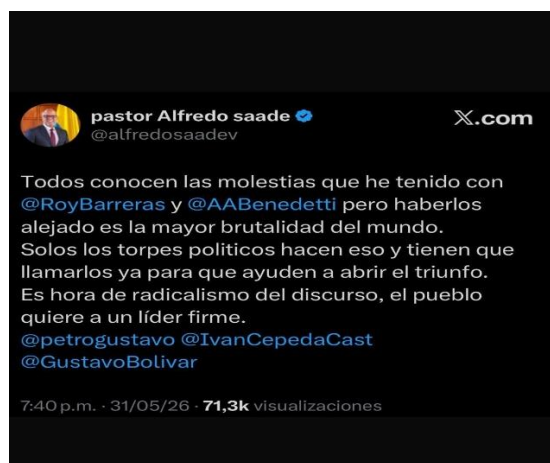 pastor Alfredo saade
X.com
@alfredosaadev
Todos conocen las molestias que he tenido con
@RoyBarreras y @AABenedetti pero haberlos
alejado es la mayor brutalidad del mundo.
Solos los torpes politicos hacen eso y tienen que
llamarlos ya para que ayuden a abrir el triunfo.
Es hora de radicalismo del discurso, el pueblo
quiere a un líder firme.
@petrogustavo @IvanCepedaCast
@GustavoBolivar
7:40 p.m. · 31/05/26 · 71,3k visualizaciones